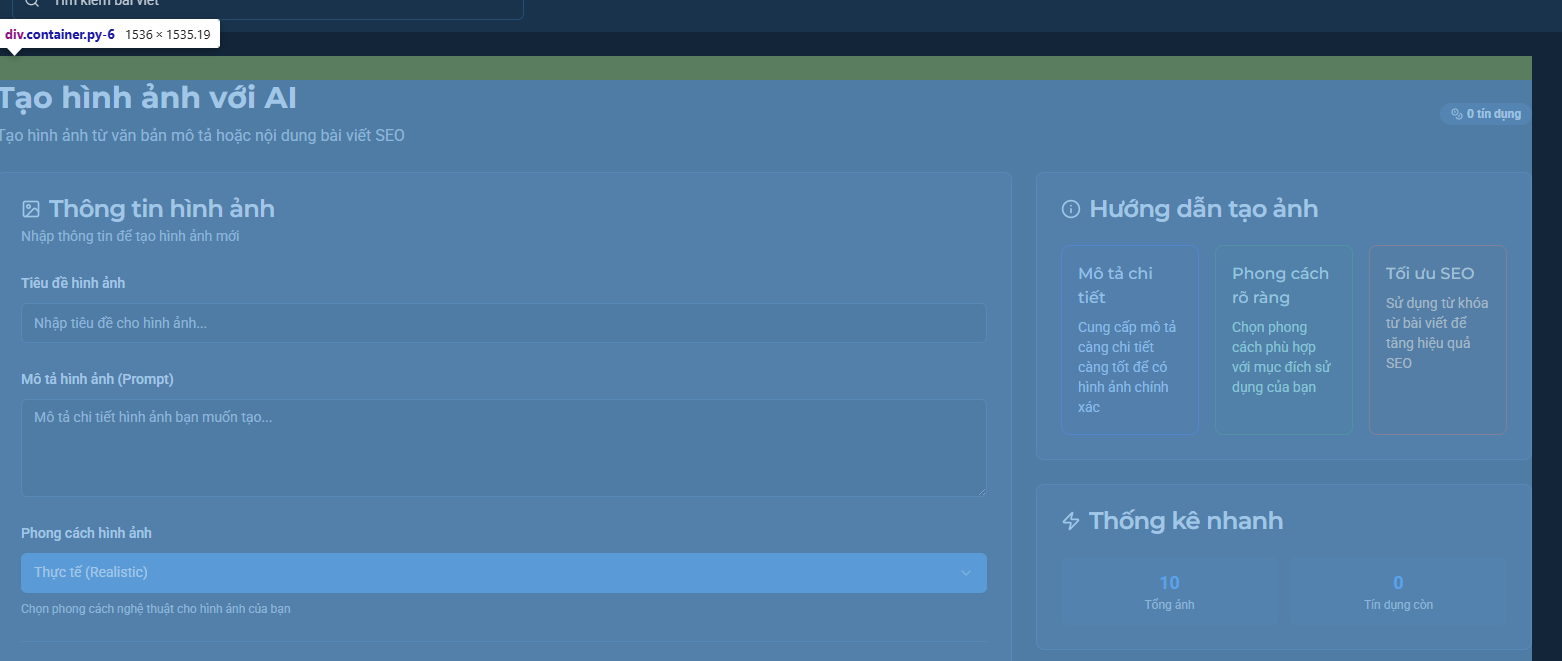 Tìm kiếm bài viết
div.container.py-6 1536 × 1535.19
Tạo hình ảnh với AI
Tạo hình ảnh từ văn bản mô tả hoặc nội dung bài viết SEO
0 tín dụng
Thông tin hình ảnh
Nhập thông tin để tạo hình ảnh mới
Tiêu đề hình ảnh
Nhập tiêu đề cho hình ảnh...
Mô tả hình ảnh (Prompt)
Mô tả chi tiết hình ảnh bạn muốn tạo...
Phong cách hình ảnh
Thực tế (Realistic)
Chọn phong cách nghệ thuật cho hình ảnh của bạn
Hướng dẫn tạo ảnh
Mô tả chi
tiết
Cung cấp mô tả
càng chi tiết
càng tốt để có
hình ảnh chính
xác
Phong cách
rõ ràng
Chọn phong
cách phù hợp
với mục đích sử
dụng của bạn
Tối ưu SEO
Sử dụng từ khóa
từ bài viết để
tăng hiệu quả
SEO
Thống kê nhanh
10
Tổng ảnh
0
Tín dụng còn